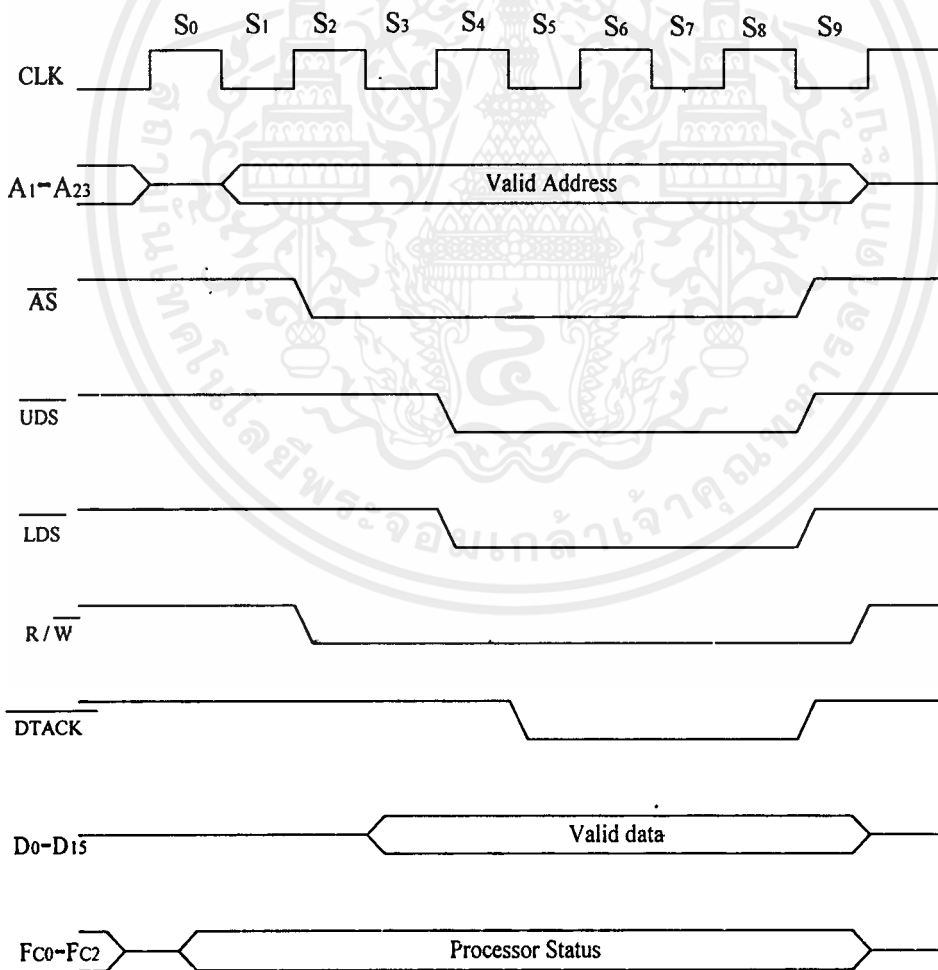 S0 S1 S2 S3 S4 S5 S6 S7 S8 S9
CLK
A1-A23
Valid Address
AS
UDS
LDS
R / W
DTACK
D0-D15
Valid data
FC0-FC2
Processor Status